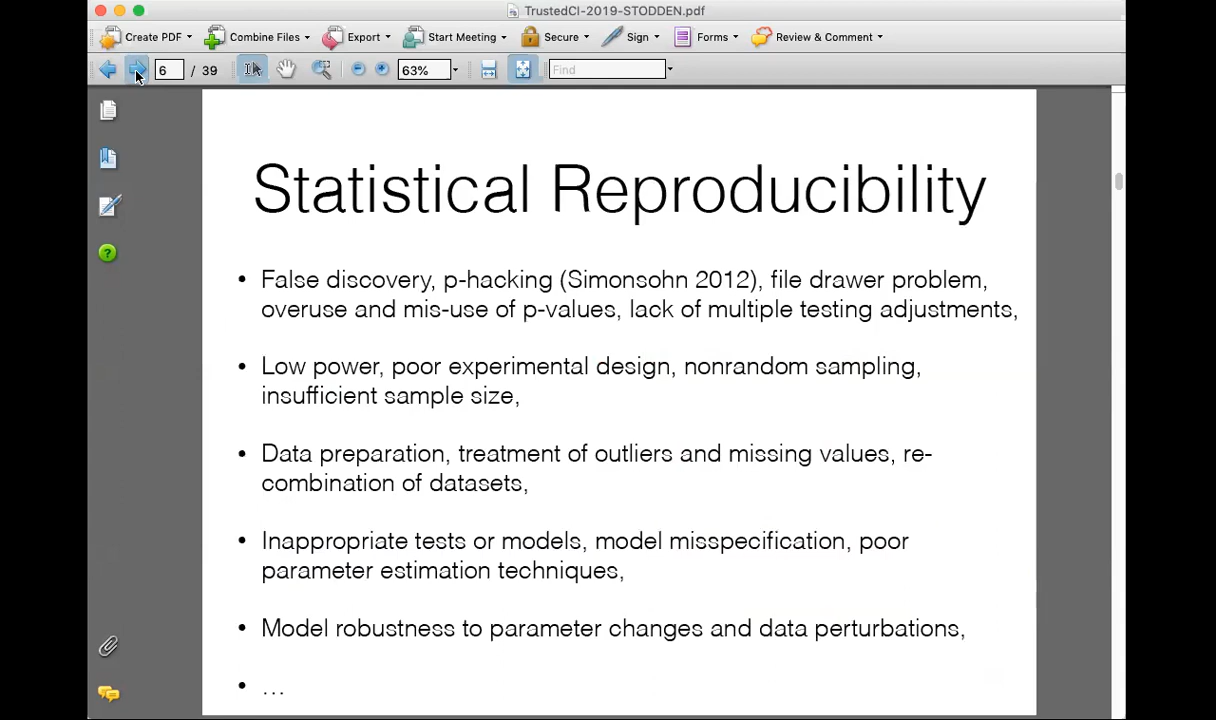 TrustedCI-2019-STODDEN.pdf
Create PDF Combine Files Export Start Meeting Secure Sign Forms Review & Comment
6 / 39 63% Find
Statistical Reproducibility
• False discovery, p-hacking (Simonsohn 2012), file drawer problem,
overuse and mis-use of p-values, lack of multiple testing adjustments,
• Low power, poor experimental design, nonrandom sampling,
insufficient sample size,
• Data preparation, treatment of outliers and missing values, re-
combination of datasets,
• Inappropriate tests or models, model misspecification, poor
parameter estimation techniques,
• Model robustness to parameter changes and data perturbations,
• …